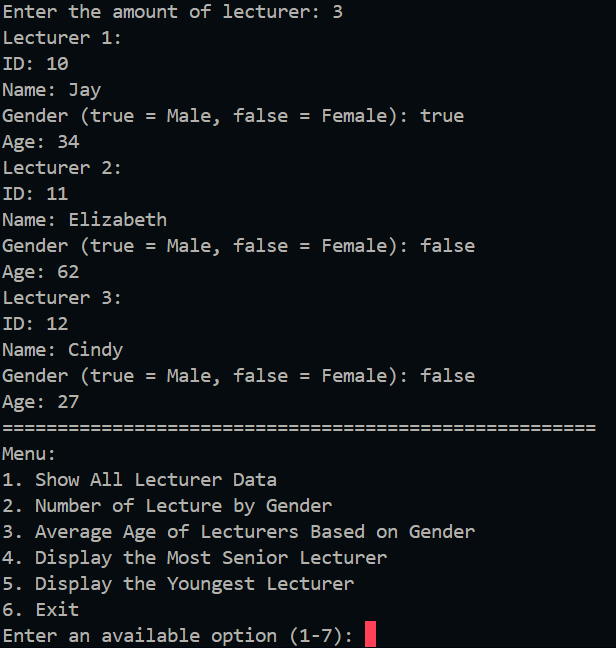 Enter the amount of lecturer: 3
Lecturer 1:
ID: 10
Name: Jay
Gender (true = Male, false = Female): true
Age: 34
Lecturer 2:
ID: 11
Name: Elizabeth
Gender (true = Male, false = Female): false
Age: 62
Lecturer 3:
ID: 12
Name: Cindy
Gender (true = Male, false = Female): false
Age: 27
======================================================
Menu:
1. Show All Lecturer Data
2. Number of Lecture by Gender
3. Average Age of Lecturers Based on Gender
4. Display the Most Senior Lecturer
5. Display the Youngest Lecturer
6. Exit
Enter an available option (1-7):